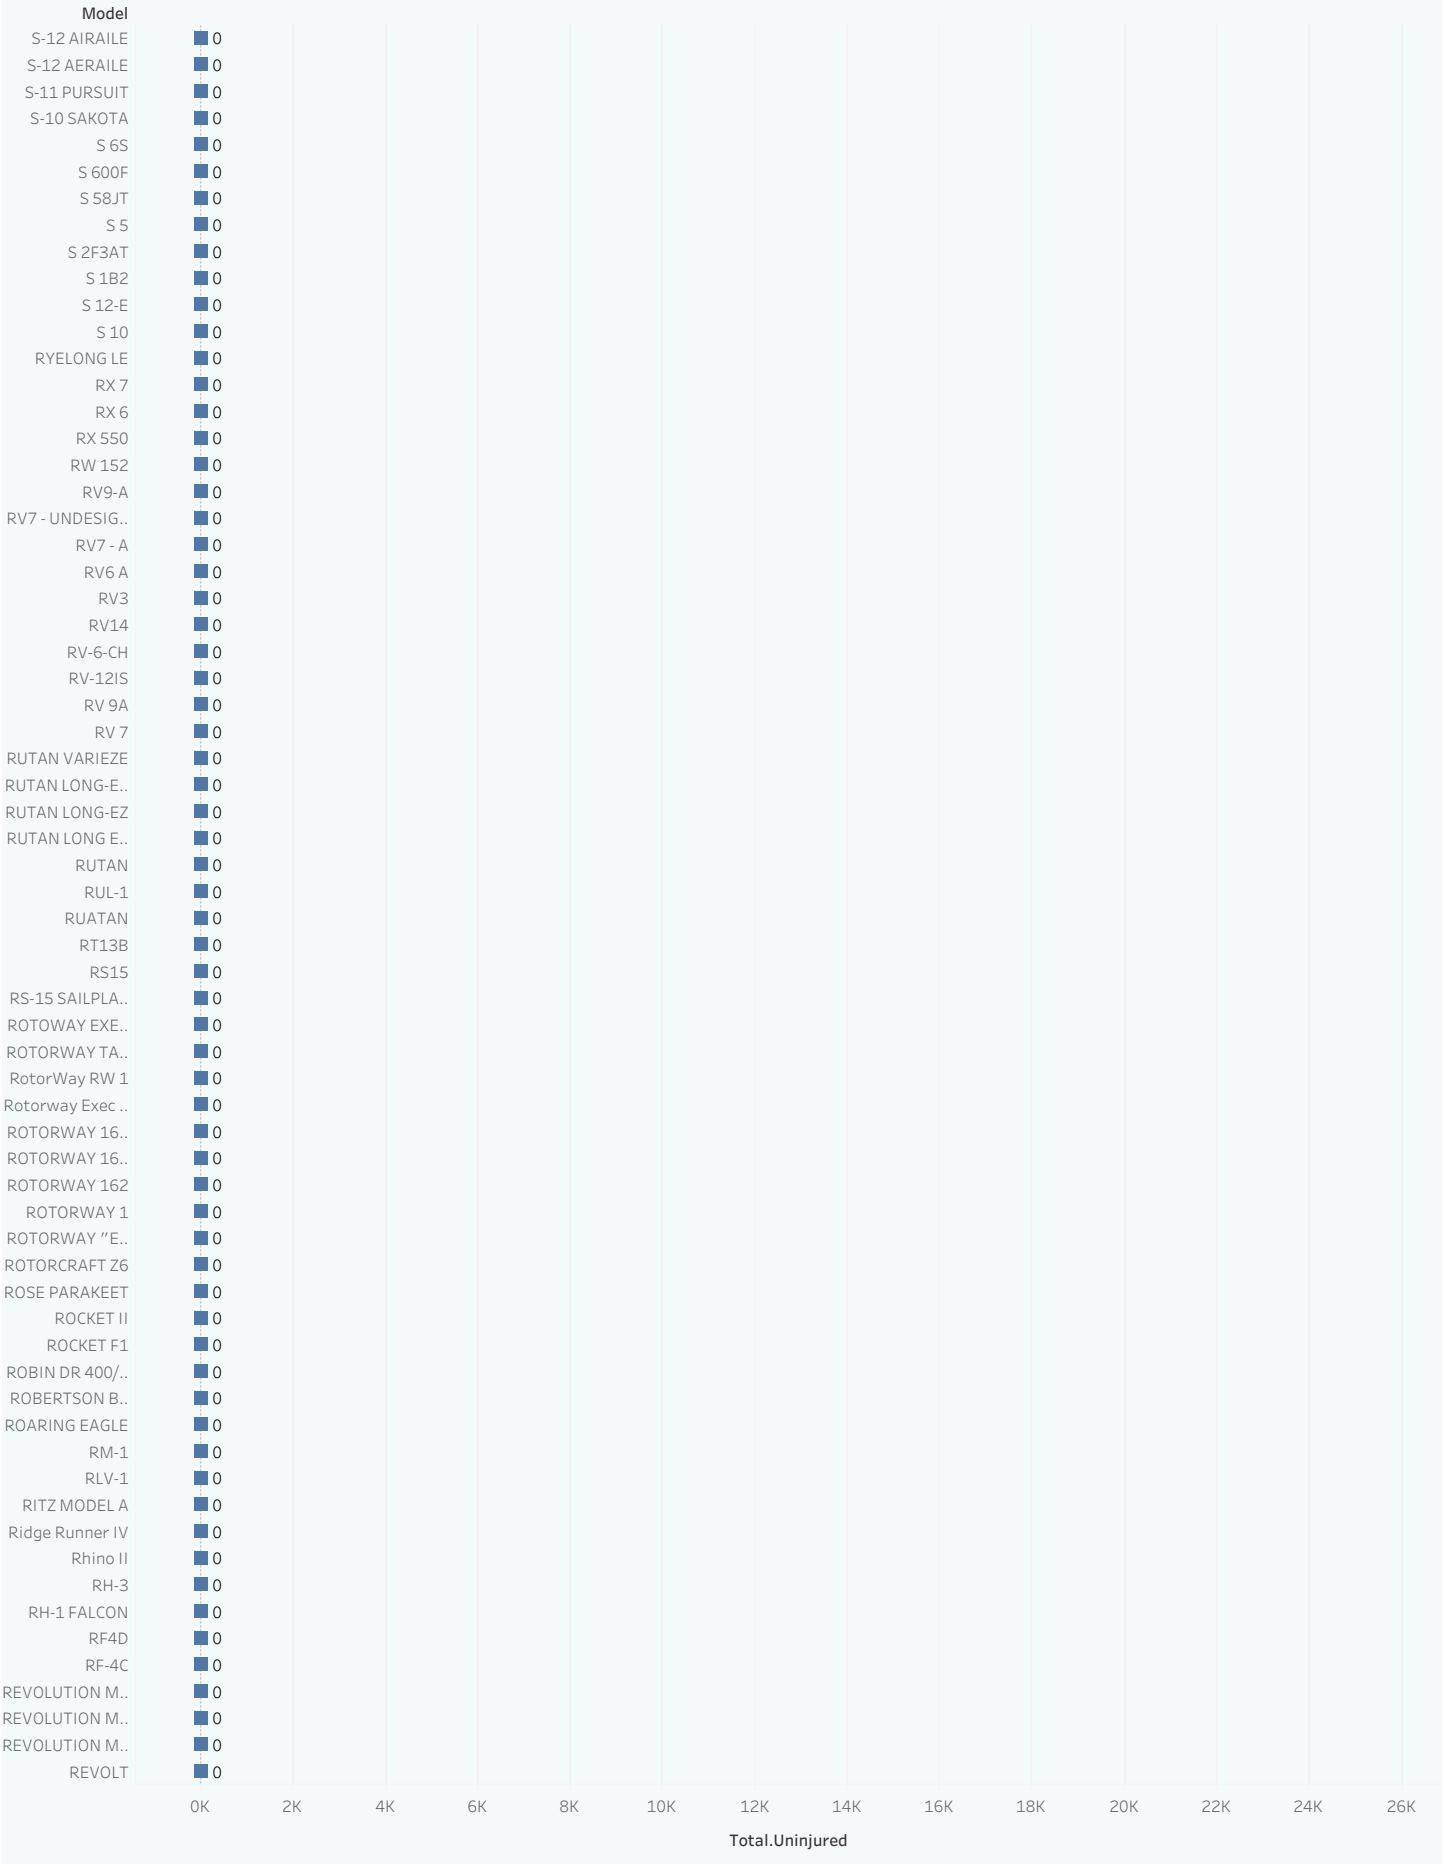 Model
S-12 AIRAILE 0
S-12 AERAILE 0
S-11 PURSUIT 0
S-10 SAKOTA 0
S 6S 0
S 600F 0
S 58JT 0
S 5 0
S 2F3AT 0
S 1B2 0
S 12-E 0
S 10 0
RYELONG LE 0
RX 7 0
RX 6 0
RX 550 0
RW 152 0
RV9-A 0
RV7 - UNDESIG.. 0
RV7 - A 0
RV6 A 0
RV3 0
RV14 0
RV-6-CH 0
RV-12IS 0
RV 9A 0
RV 7 0
RUTAN VARIEZE 0
RUTAN LONG-E.. 0
RUTAN LONG-EZ 0
RUTAN LONG E.. 0
RUTAN 0
RUL-1 0
RUATAN 0
RT13B 0
RS15 0
RS-15 SAILPLA.. 0
ROTOWAY EXE.. 0
ROTORWAY TA.. 0
RotorWay RW 1 0
Rotorway Exec .. 0
ROTORWAY 16.. 0
ROTORWAY 16.. 0
ROTORWAY 162 0
ROTORWAY 1 0
ROTORWAY "E.. 0
ROTORCRAFT Z6 0
ROSE PARAKEET 0
ROCKET II 0
ROCKET F1 0
ROBIN DR 400/.. 0
ROBERTSON B.. 0
ROARING EAGLE 0
RM-1 0
RLV-1 0
RITZ MODEL A 0
Ridge Runner IV 0
Rhino II 0
RH-3 0
RH-1 FALCON 0
RF4D 0
RF-4C 0
REVOLUTION M.. 0
REVOLUTION M.. 0
REVOLUTION M.. 0
REVOLT 0
0K 2K 4K 6K 8K 10K 12K 14K 16K 18K 20K 22K 24K 26K
Total.Uninjured